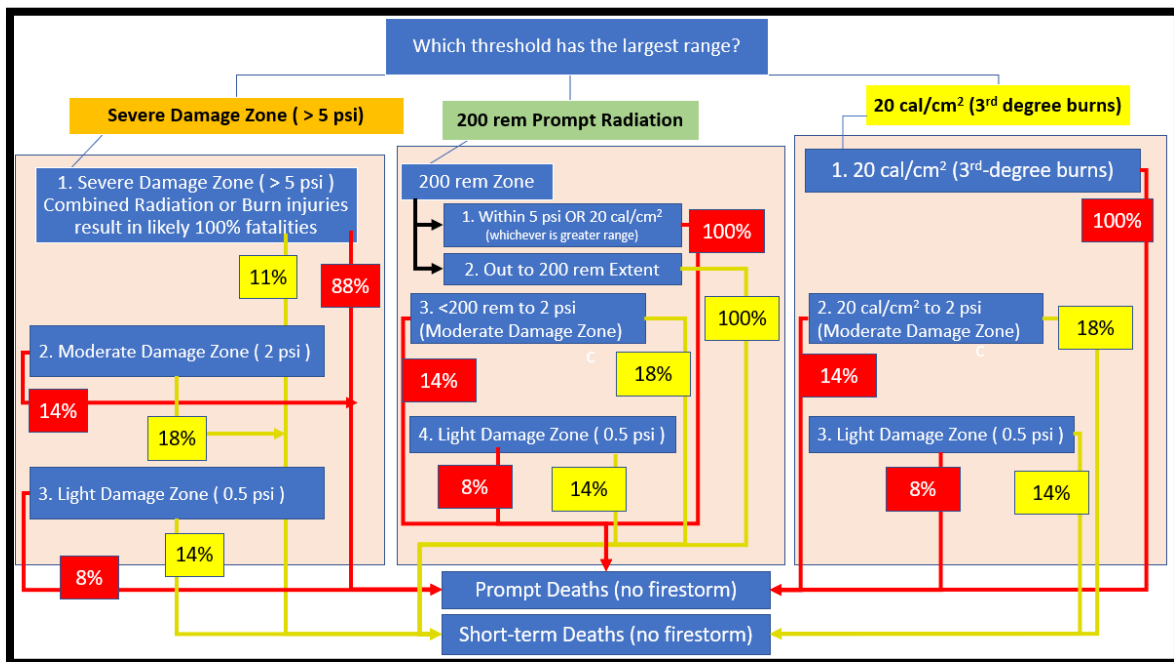 Which threshold has the largest range?
Severe Damage Zone ( > 5 psi)
200 rem Prompt Radiation
20 cal/cm² (3rd degree burns)
1. Severe Damage Zone ( > 5 psi )
Combined Radiation or Burn injuries
result in likely 100% fatalities
11%
88%
2. Moderate Damage Zone ( 2 psi )
14%
18%
3. Light Damage Zone ( 0.5 psi )
14%
8%
200 rem Zone
1. Within 5 psi OR 20 cal/cm²
(whichever is greater range)
100%
2. Out to 200 rem Extent
100%
3. <200 rem to 2 psi
(Moderate Damage Zone)
c
14%
18%
4. Light Damage Zone ( 0.5 psi )
8%
14%
1. 20 cal/cm² (3rd-degree burns)
100%
2. 20 cal/cm² to 2 psi
(Moderate Damage Zone)
c
18%
14%
3. Light Damage Zone ( 0.5 psi )
8%
14%
Prompt Deaths (no firestorm)
Short-term Deaths (no firestorm)